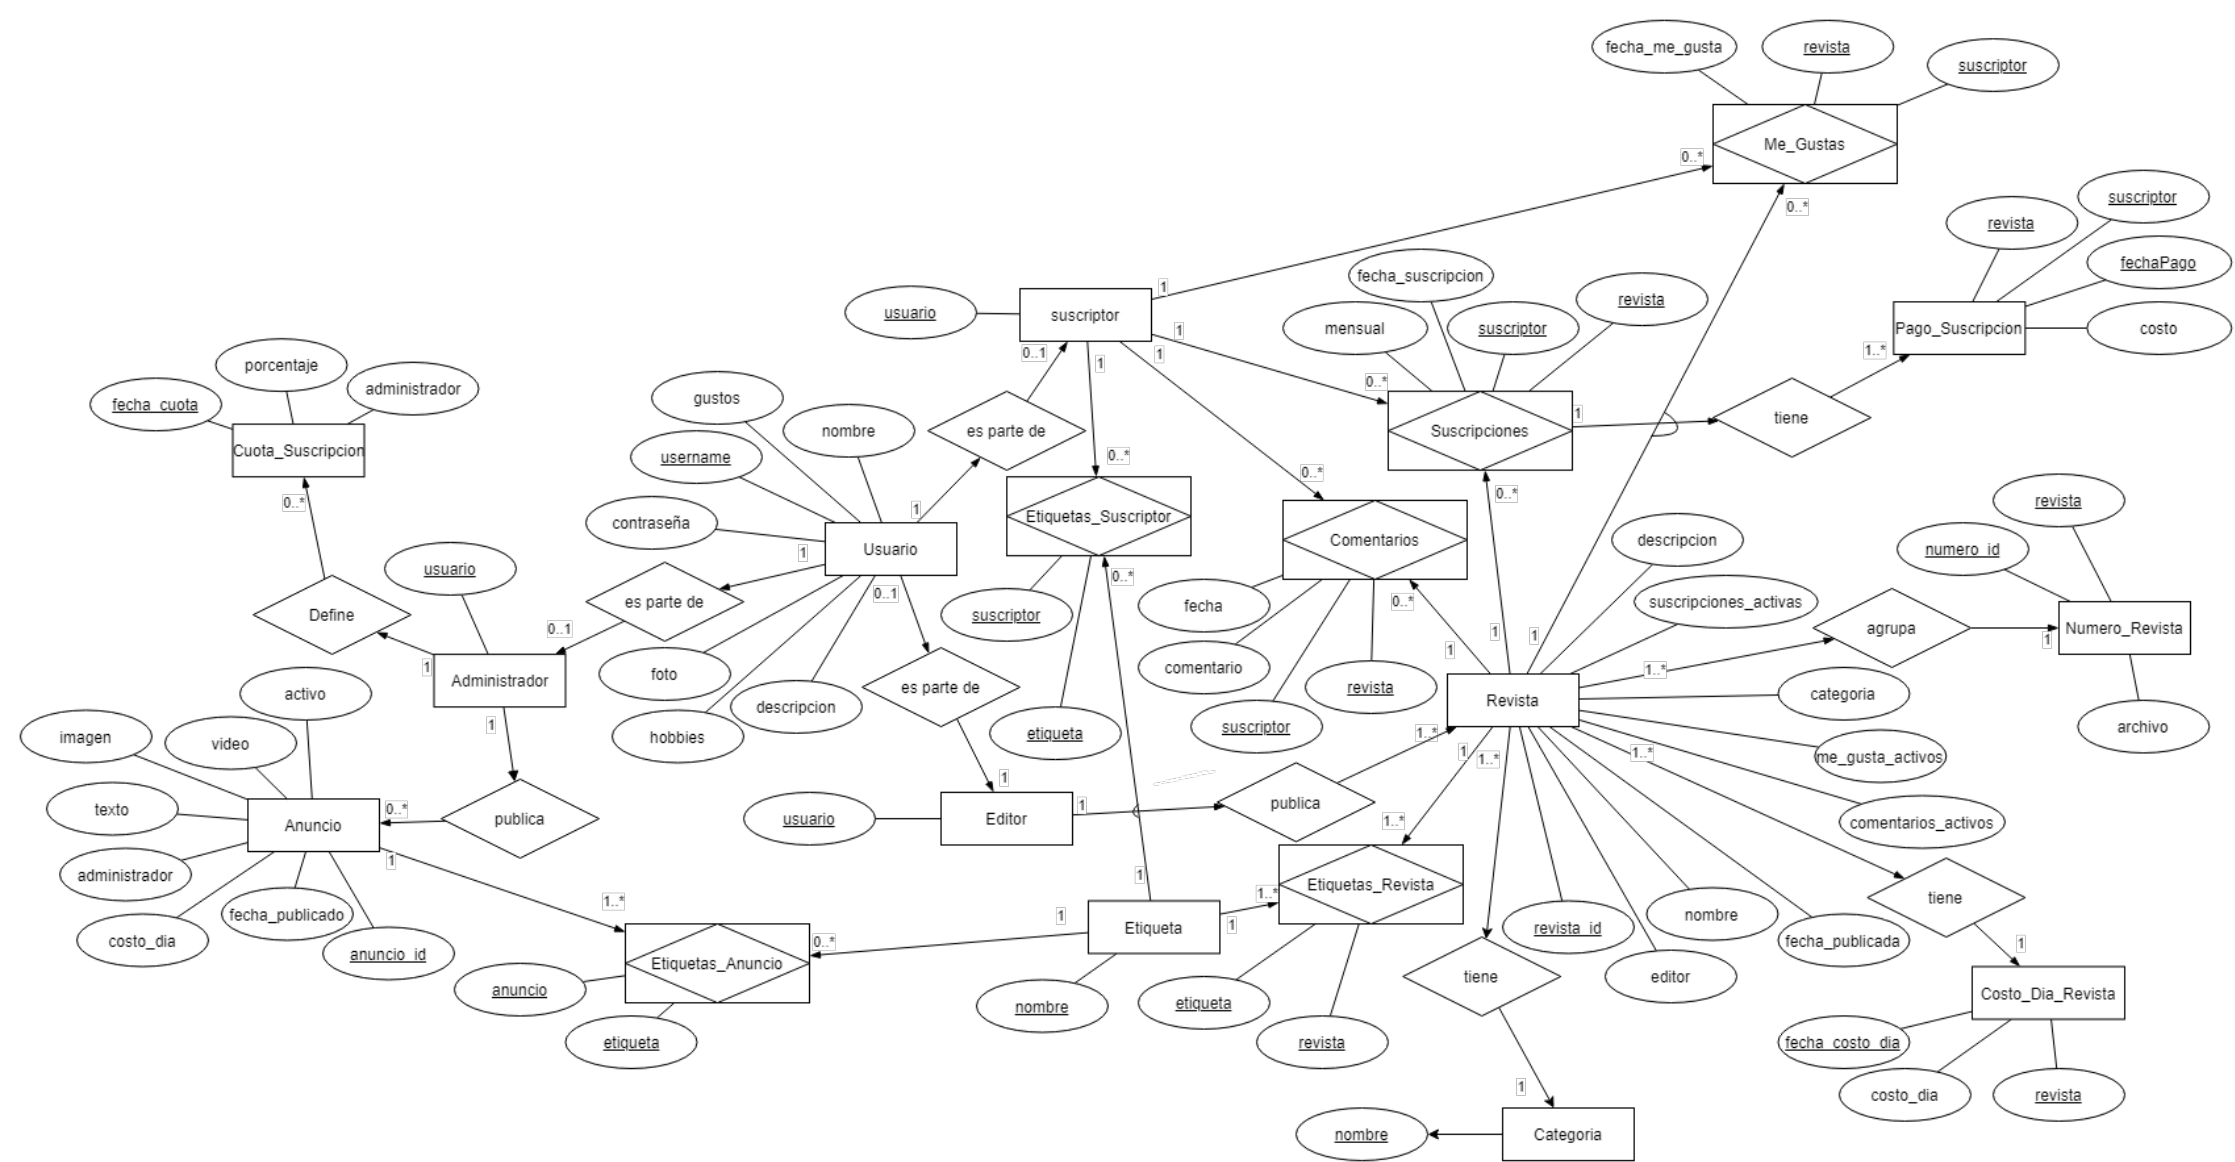 fecha_me_gusta
revista
suscriptor
Me_Gustas
0..*
0..*
suscriptor
revista
fechaPago
costo
Pago_Suscripcion
1..*
fecha_suscripcion
revista
mensual
suscriptor
usuario
suscriptor
1
1
1
1
0..1
0..*
Suscripciones
1
tiene
porcentaje
administrador
fecha_cuota
Cuota_Suscripcion
0..*
gustos
nombre
username
es parte de
contraseña
1
Usuario
1
0..1
0..*
Etiquetas_Suscriptor
0..*
suscriptor
etiqueta
0..*
Comentarios
0..*
fecha
comentario
suscriptor
revista
0..*
1
1
1
descripcion
suscripciones_activas
revista
numero_id
agrupa
Numero_Revista
1
1..*
archivo
categoria
me_gusta_activos
comentarios_activos
Revista
1..*
1
1..*
1..*
usuario
Define
es parte de
0..1
Administrador
1
1
foto
hobbies
descripcion
es parte de
activo
imagen
video
texto
Anuncio
0..*
publica
administrador
costo_dia
fecha_publicado
anuncio_id
1
1..*
usuario
Editor
1
1
publica
1..*
Etiquetas_Revista
1..*
1
1
1
Etiqueta
nombre
etiqueta
revista
Etiquetas_Anuncio
0..*
anuncio
etiqueta
tiene
revista_id
editor
nombre
fecha_publicada
tiene
1
Costo_Dia_Revista
fecha_costo_dia
costo_dia
revista
1
Categoria
nombre